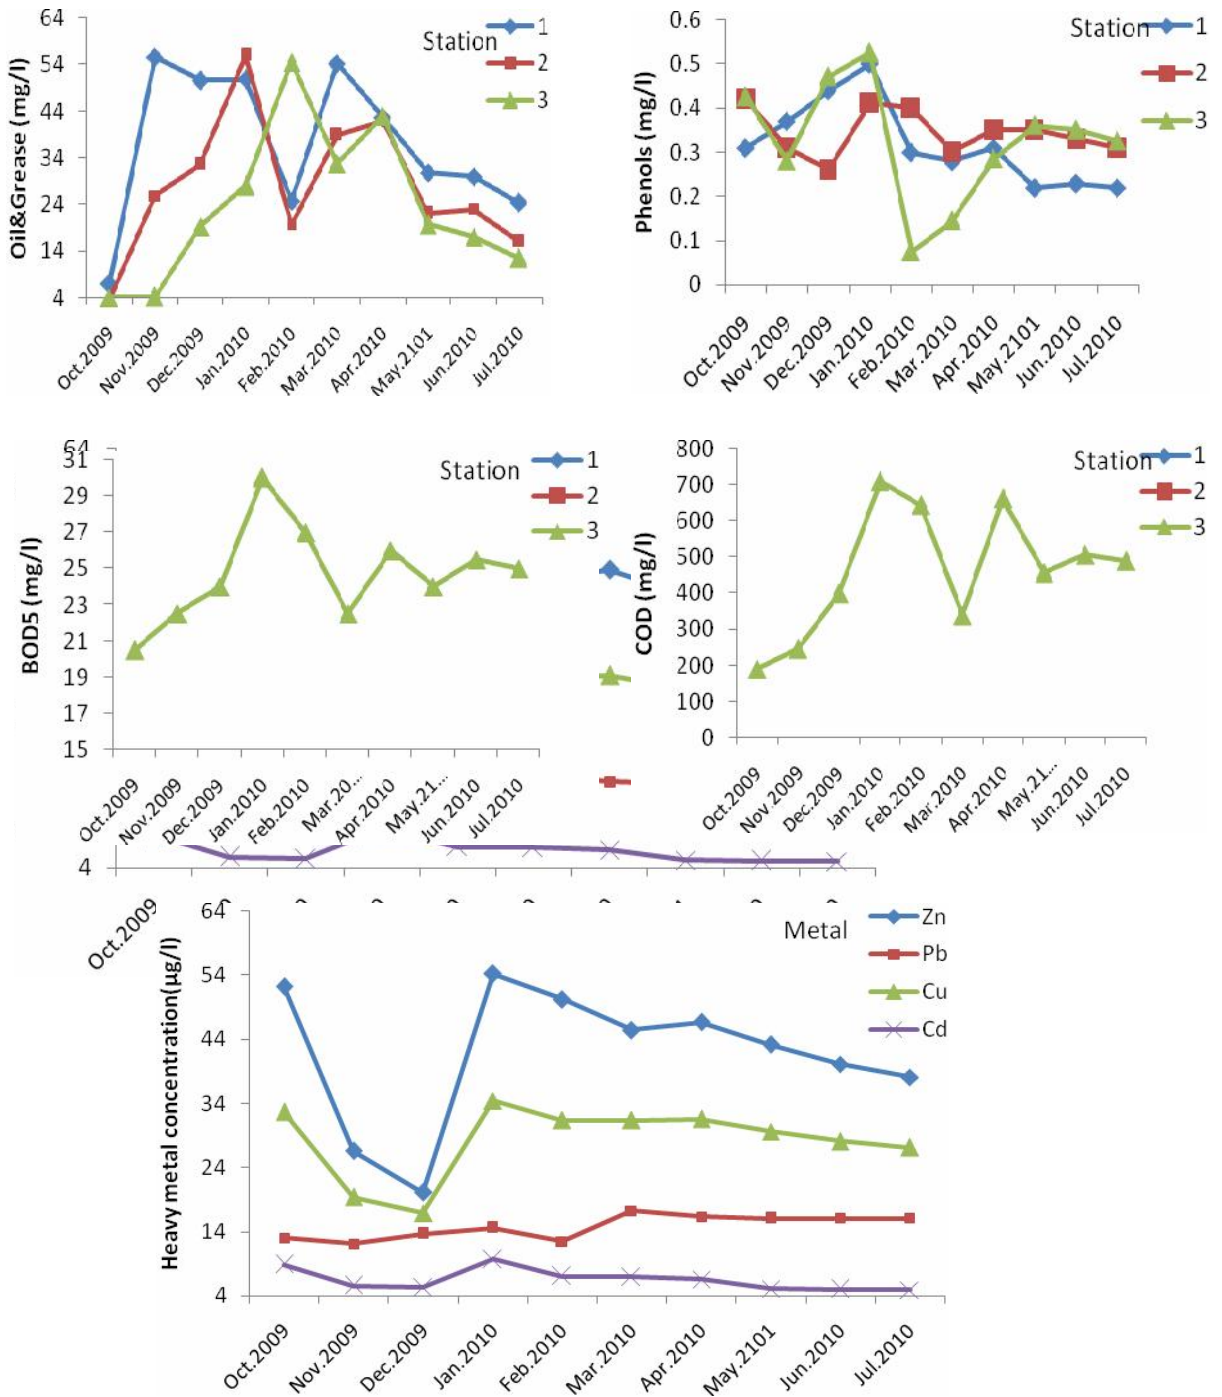 64
54
44
34
24
14
4
Oil&Grease (mg/l)
Station
1
2
3
Oct.2009
Nov.2009
Dec.2009
Jan.2010
Feb.2010
Mar.2010
Apr.2010
May.2101
Jun.2010
Jul.2010
0.6
0.5
0.4
0.3
0.2
0.1
0
Phenols (mg/l)
Station
1
2
3
Oct.2009
Nov.2009
Dec.2009
Jan.2010
Feb.2010
Mar.2010
Apr.2010
May.2101
Jun.2010
Jul.2010
64
31
29
27
25
23
21
19
17
15
BOD5 (mg/l)
Station
1
2
3
Oct.2009
Nov.2009
Dec.2009
Jan.2010
Feb.2010
Mar.20...
Apr.2010
May.21...
Jun.2010
Jul.2010
800
700
600
500
400
300
200
100
0
COD (mg/l)
Station
1
2
3
Oct.2009
Nov.2009
Dec.2009
Jan.2010
Feb.2010
Mar.2010
Apr.2010
May.21...
Jun.2010
Jul.2010
4
Oct.2009
64
54
44
34
24
14
4
Heavy metal concentration(µg/l)
Metal
Zn
Pb
Cu
Cd
Oct.2009
Nov.2009
Dec.2009
Jan.2010
Feb.2010
Mar.2010
Apr.2010
May.2101
Jun.2010
Jul.2010